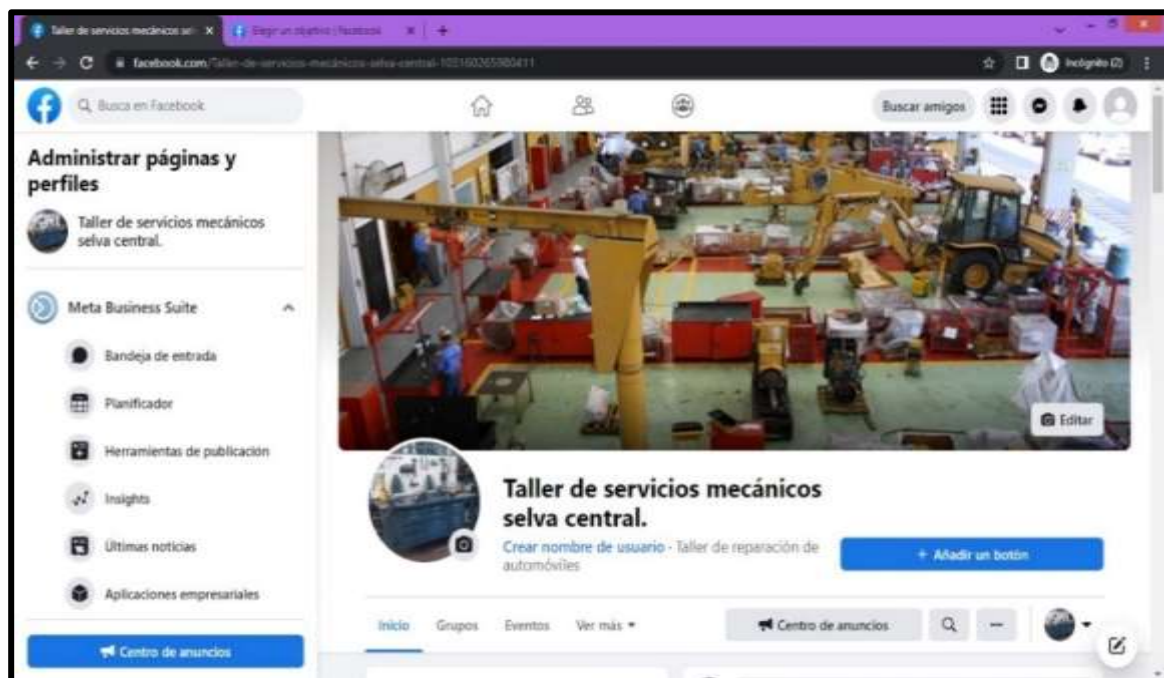 Taller de servicios mecánicos se
Elegir un objetivo | Facebook
facebook.com/Taller-de-servicios-mecánicos-selva-central-105160265980411
Incógnito (2)
Busca en Facebook
Buscar amigos
Administrar páginas y
perfiles
Taller de servicios mecánicos
selva central.
Meta Business Suite
Bandeja de entrada
Planificador
Herramientas de publicación
Insights
Últimas noticias
Aplicaciones empresariales
Centro de anuncios
Editar
Taller de servicios mecánicos
selva central.
Crear nombre de usuario - Taller de reparación de
automóviles
+ Añadir un botón
Inicio Grupos Eventos Ver más
Centro de anuncios